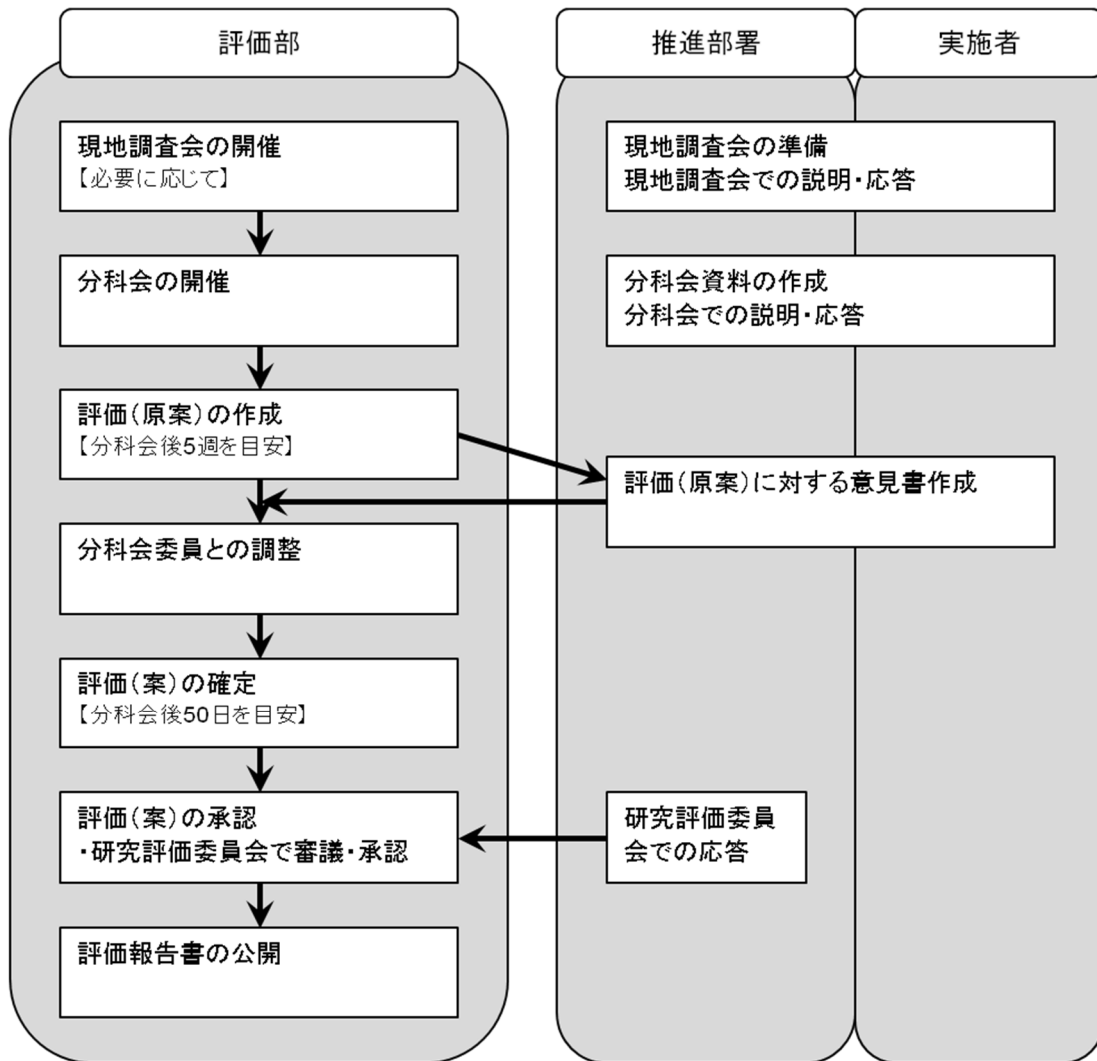 評価部
推進部署
実施者
現地調査会の開催
【必要に応じて】
現地調査会の準備
現地調査会での説明・応答
分科会の開催
分科会資料の作成
分科会での説明・応答
評価（原案）の作成
【分科会後5週を目安】
評価（原案）に対する意見書作成
分科会委員との調整
評価（案）の確定
【分科会後50日を目安】
評価（案）の承認
・研究評価委員会で審議・承認
研究評価委員
会での応答
評価報告書の公開